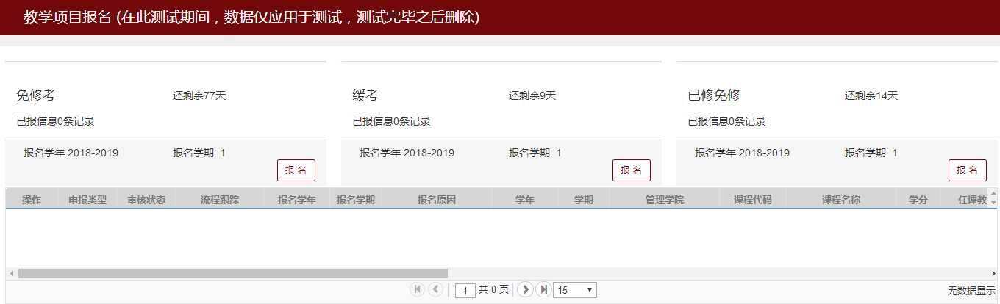 教学项目报名 (在此测试期间，数据仅应用于测试，测试完毕之后删除)
免修考 还剩余77天 缓考 还剩余9天 已修免修 还剩余14天
已报信息0条记录 已报信息0条记录 已报信息0条记录
报名学年:2018-2019 报名学期: 1 报名学年:2018-2019 报名学期: 1 报名学年:2018-2019 报名学期: 1
报 名 报 名 报 名
操作 申报类型 审核状态 流程跟踪 报名学年 报名学期 报名原因 学年 学期 管理学院 课程代码 课程名称 学分 任课教
1 共 0 页 15 无数据显示